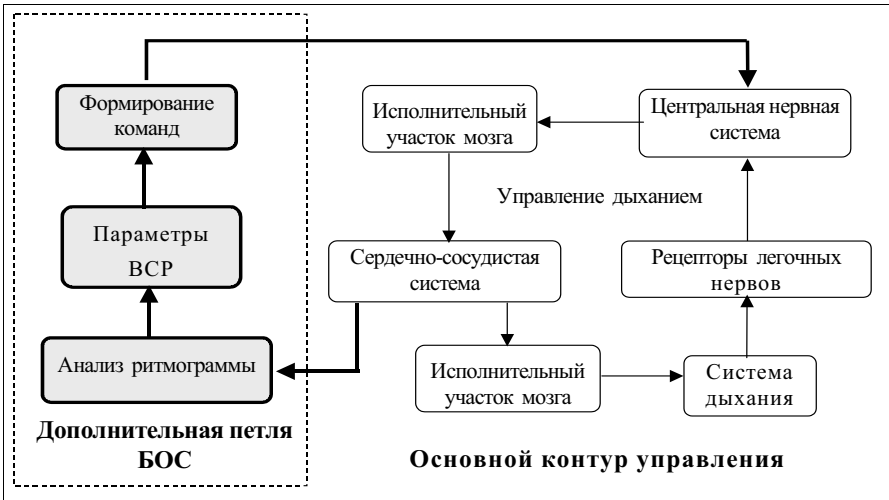 Формирование
команд
Исполнительный
участок мозга
Центральная нервная
система
Управление дыханием
Параметры
ВСР
Сердечно-сосудистая
система
Рецепторы легочных
нервов
Анализ ритмограммы
Исполнительный
участок мозга
Система
дыхания
Дополнительная петля
БОС
Основной контур управления